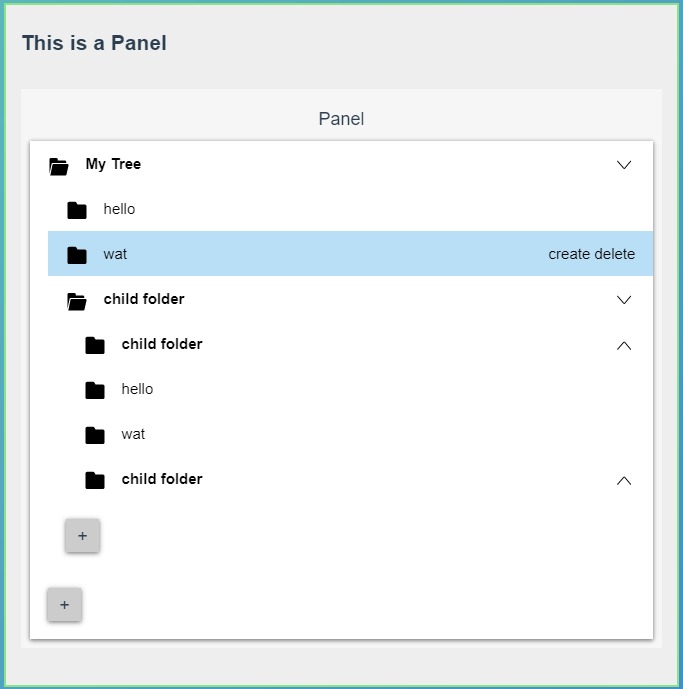 This is a Panel
Panel
My Tree
hello
wat create delete
child folder
child folder
hello
wat
child folder
+
+